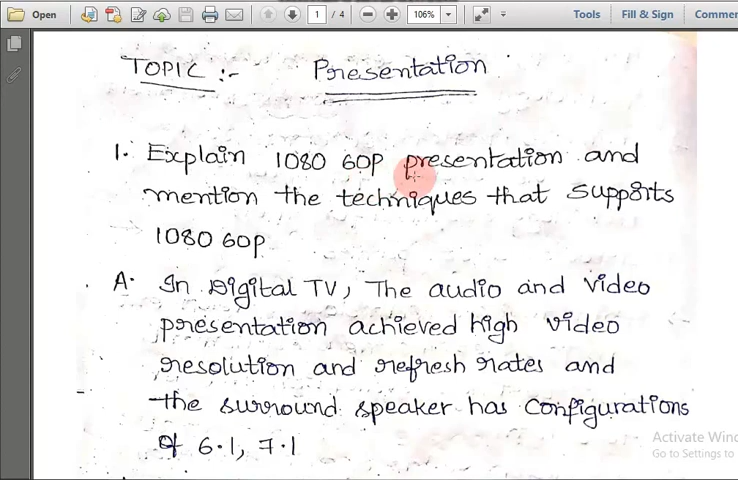 Open
1 / 4
106%
Tools
Fill & Sign
Commen
TOPIC :- Presentation
1. Explain 1080 60P presentation and
mention the techniques that supports
1080 60p
A. In Digital TV, The audio and video
presentation achieved high video
resolution and refresh rates and
the surround speaker has configurations
of 6.1, 7.1
Activate Wind
Go to Settings to